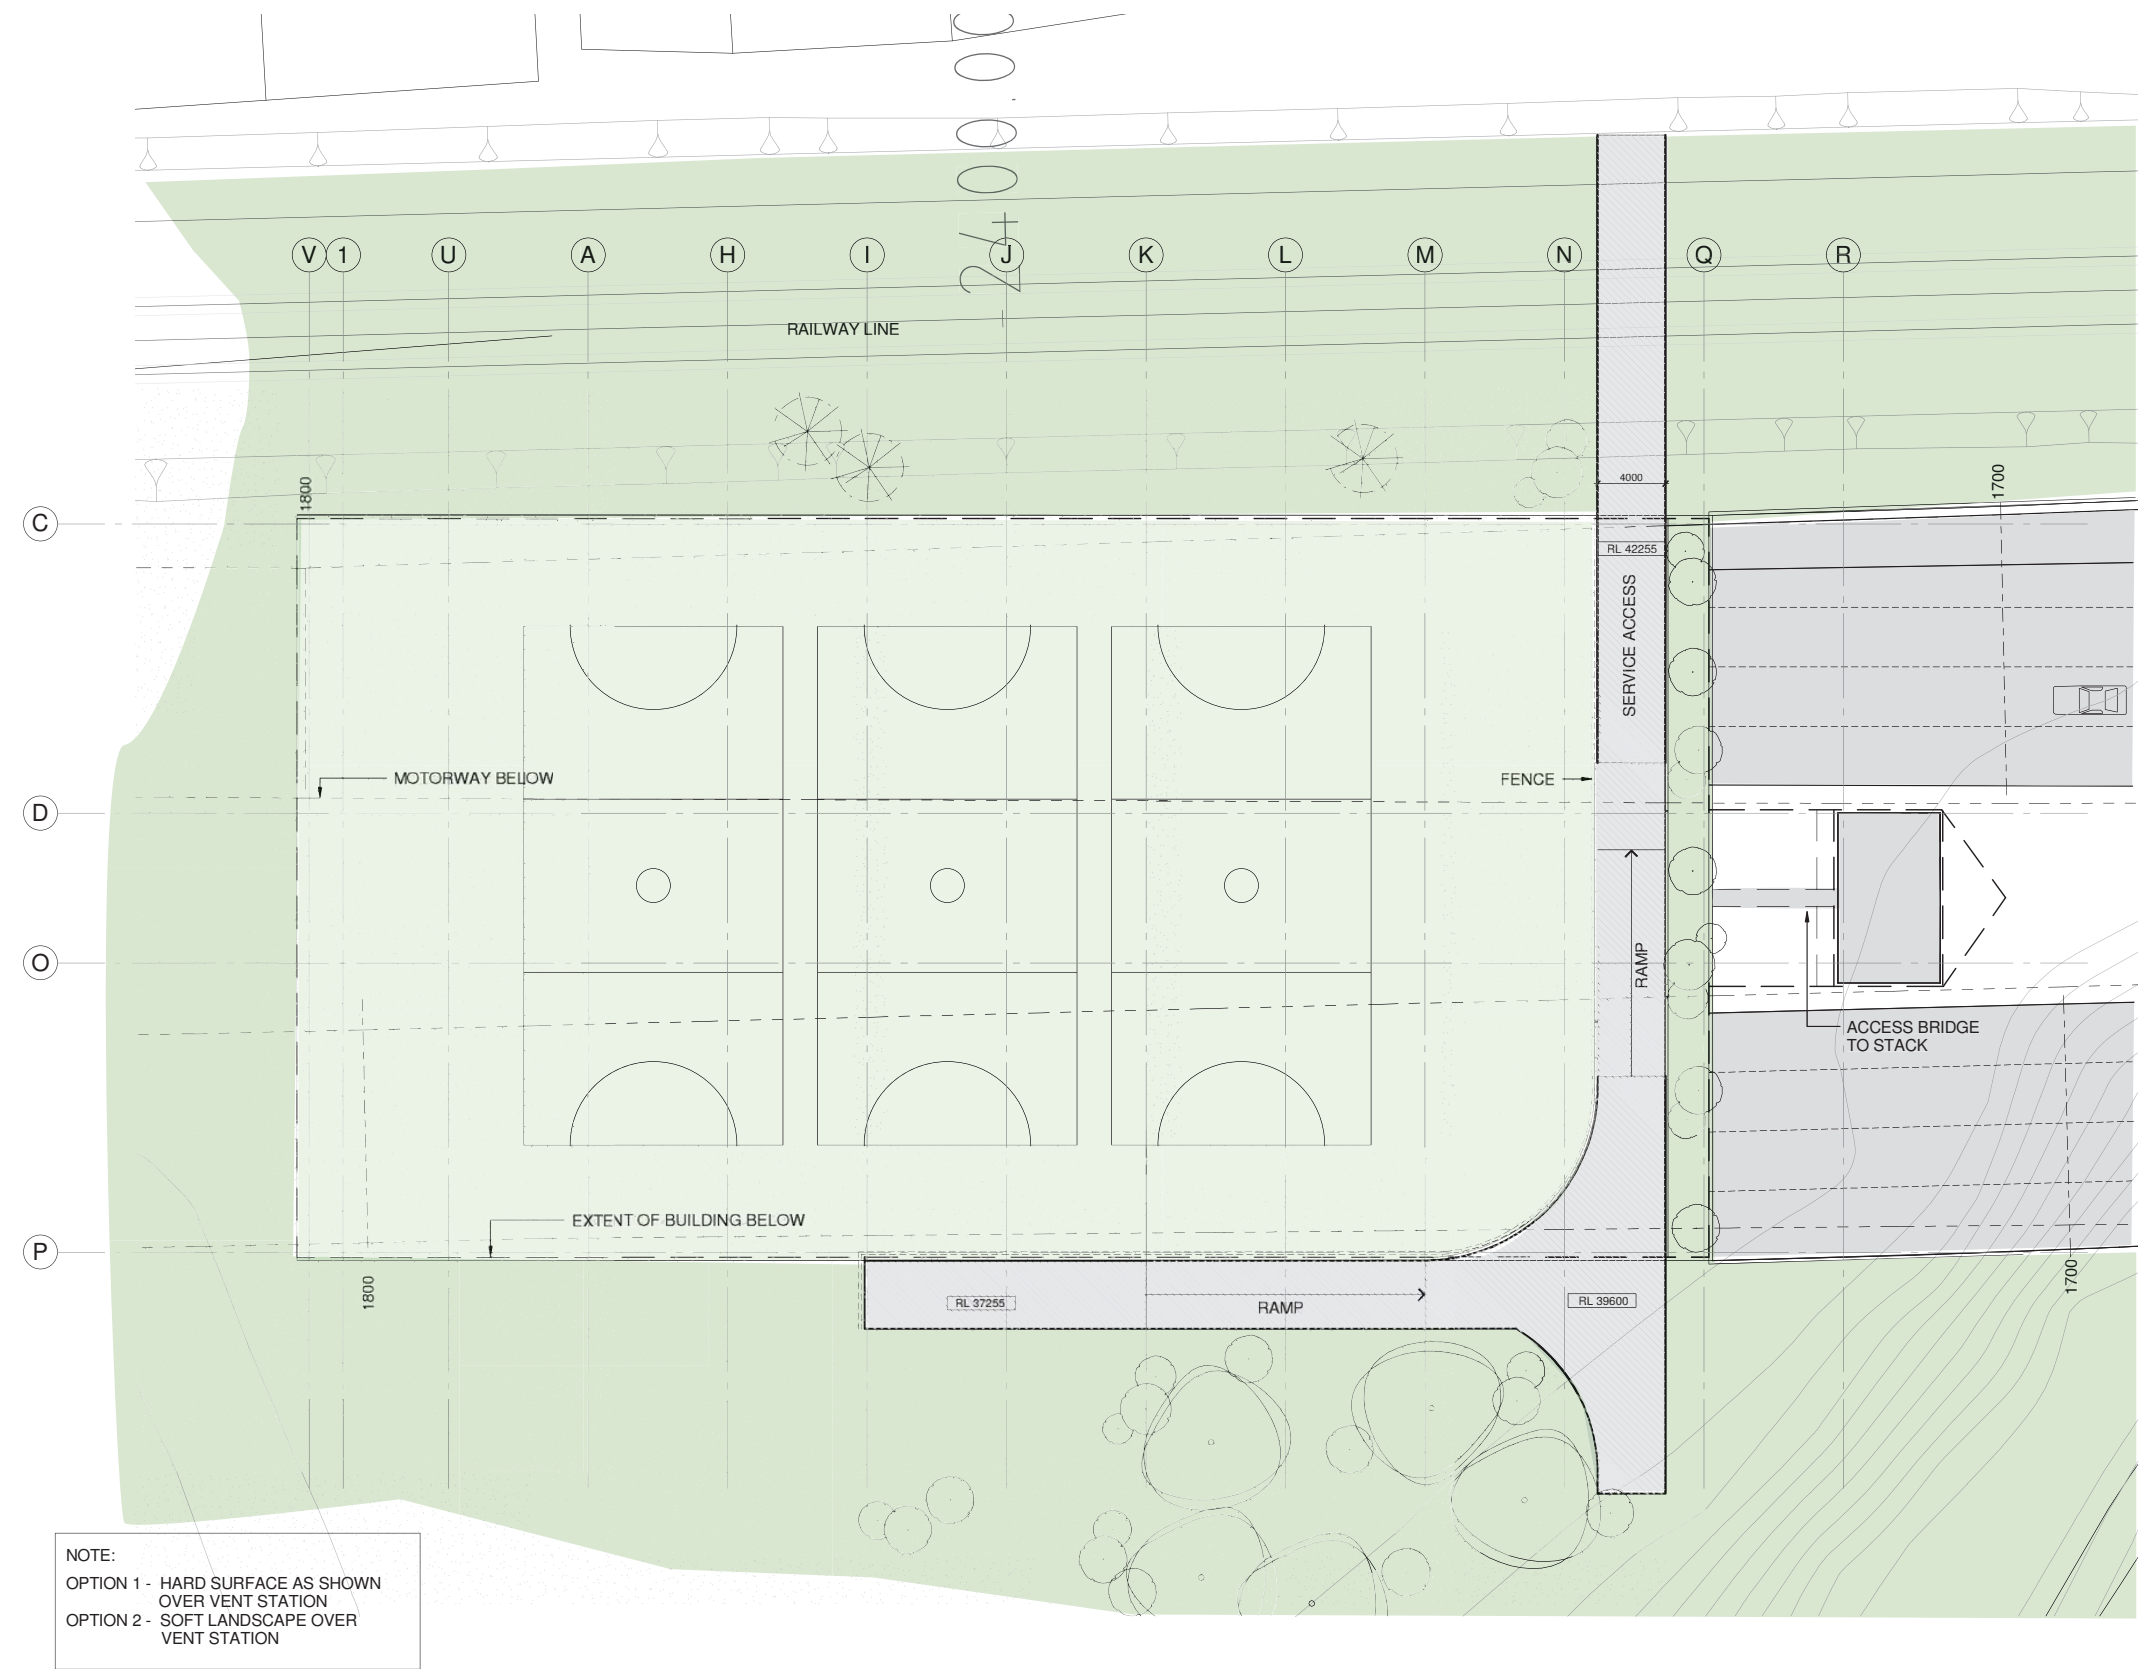 24
V 1 U A H I J K L M N Q R
RAILWAY LINE
4000
1800
1700
C
RL 42255
SERVICE ACCESS
MOTORWAY BELOW
FENCE
D
O
RAMP
ACCESS BRIDGE
TO STACK
EXTENT OF BUILDING BELOW
P
1800
1700
RL 37255
RAMP
RL 39600
NOTE:
OPTION 1 - HARD SURFACE AS SHOWN
OVER VENT STATION
OPTION 2 - SOFT LANDSCAPE OVER
VENT STATION